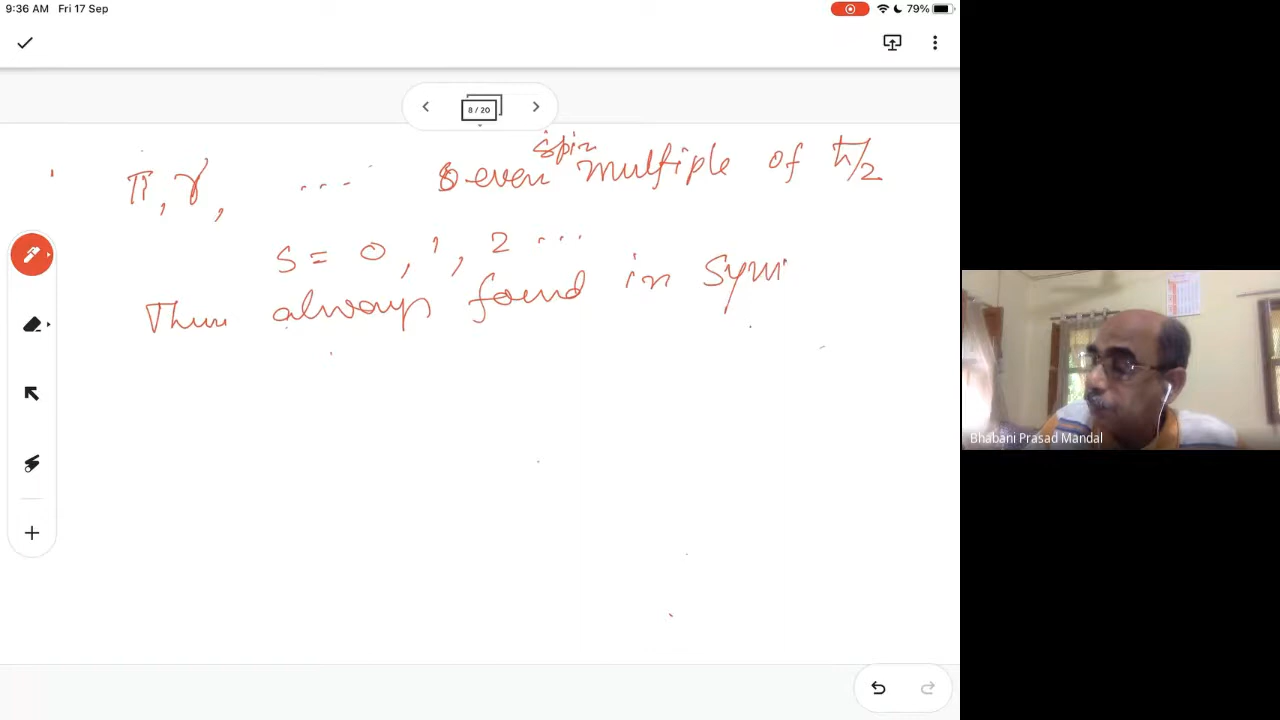 9:36 AM Fri 17 Sep
79%
8 / 20
spin
π, γ, ... even multiple of ħ/2
S = 0, 1, 2 ...
always found in Sym
Bhabani Prasad Mandal